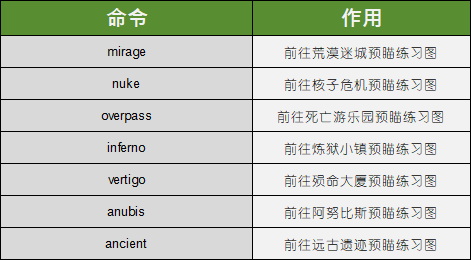 命令 作用
mirage 前往荒漠迷城预瞄练习图
nuke 前往核子危机预瞄练习图
overpass 前往死亡游乐园预瞄练习图
inferno 前往炼狱小镇预瞄练习图
vertigo 前往殒命大厦预瞄练习图
anubis 前往阿努比斯预瞄练习图
ancient 前往远古遗迹预瞄练习图